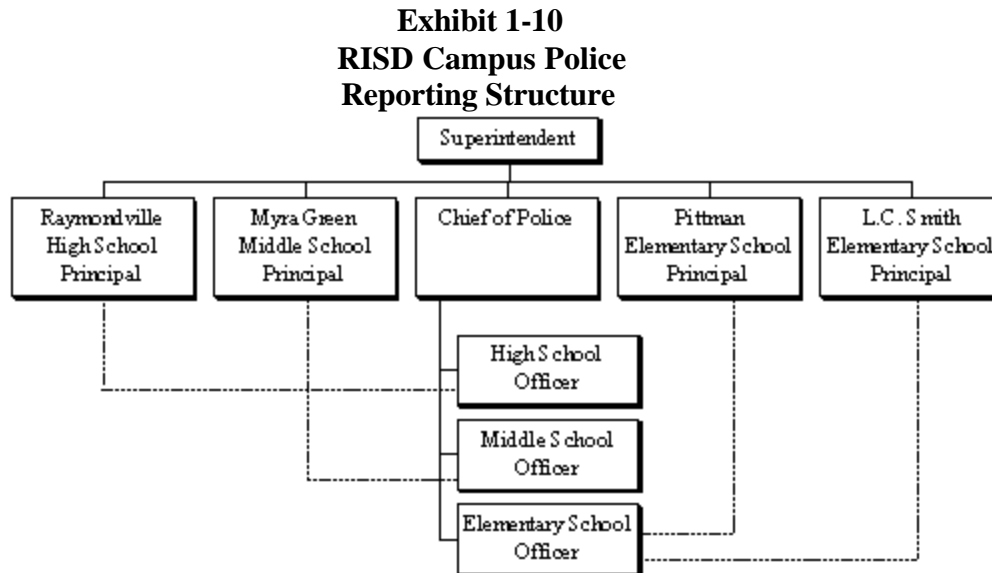 Exhibit 1-10
RISD Campus Police
Reporting Structure
Superintendent
Raymondville
High School
Principal
Myra Green
Middle School
Principal
Chief of Police
Pittman
Elementary School
Principal
L.C. Smith
Elementary School
Principal
High School
Officer
Middle School
Officer
Elementary School
Officer